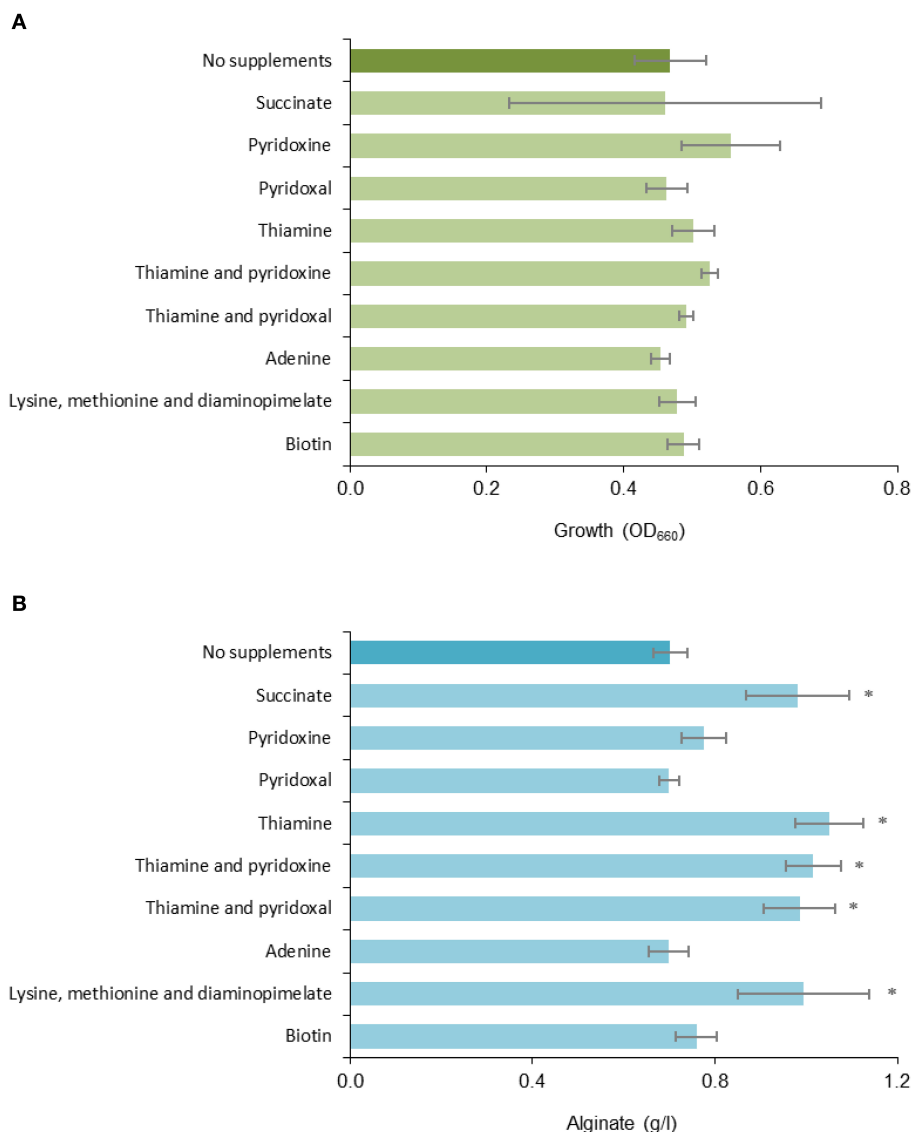 A
No supplements
Succinate
Pyridoxine
Pyridoxal
Thiamine
Thiamine and pyridoxine
Thiamine and pyridoxal
Adenine
Lysine, methionine and diaminopimelate
Biotin
0.0 0.2 0.4 0.6 0.8
Growth (OD₆₆₀)
B
No supplements
Succinate *
Pyridoxine
Pyridoxal
Thiamine *
Thiamine and pyridoxine *
Thiamine and pyridoxal *
Adenine
Lysine, methionine and diaminopimelate *
Biotin
0.0 0.4 0.8 1.2
Alginate (g/l)